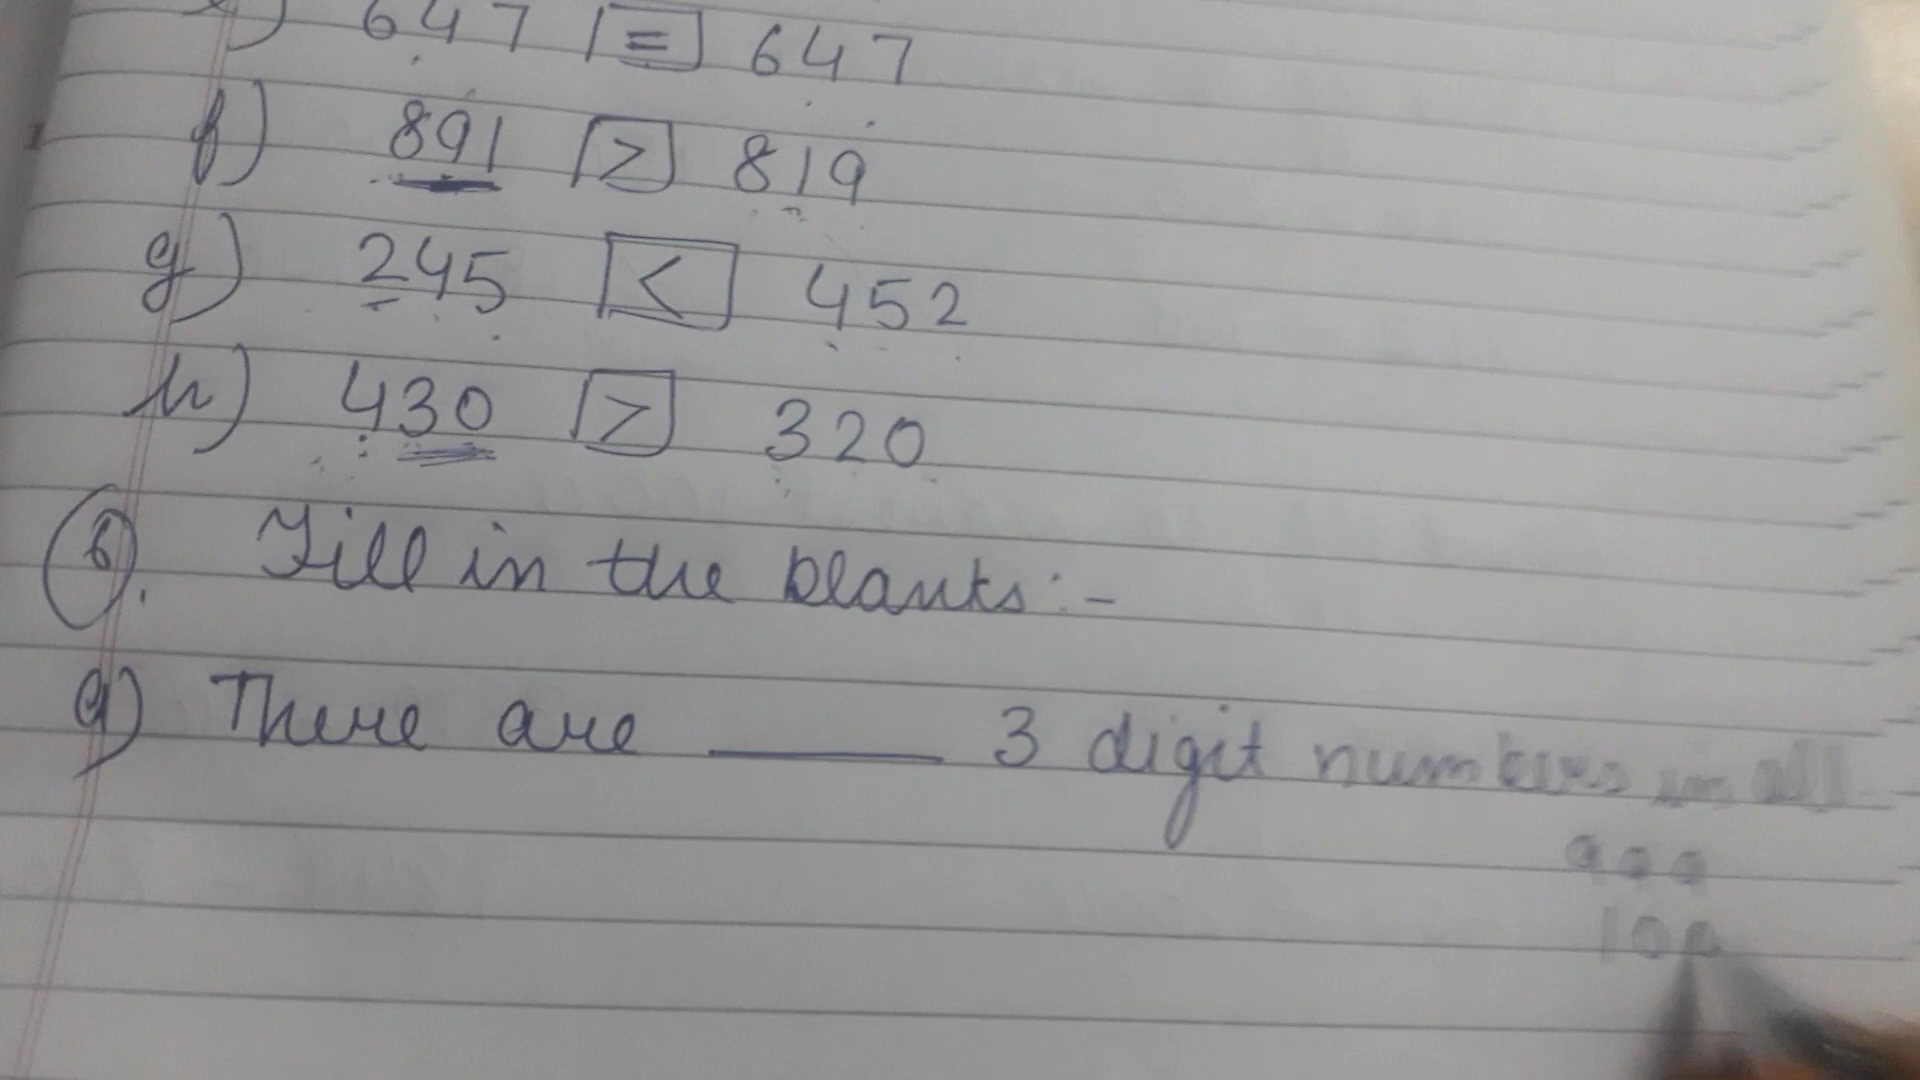 647 = 647
f) 891 > 819
g) 245 < 452
h) 430 > 320
6. Fill in the blanks:-
a) There are ______ 3 digit numbers in all
999
100